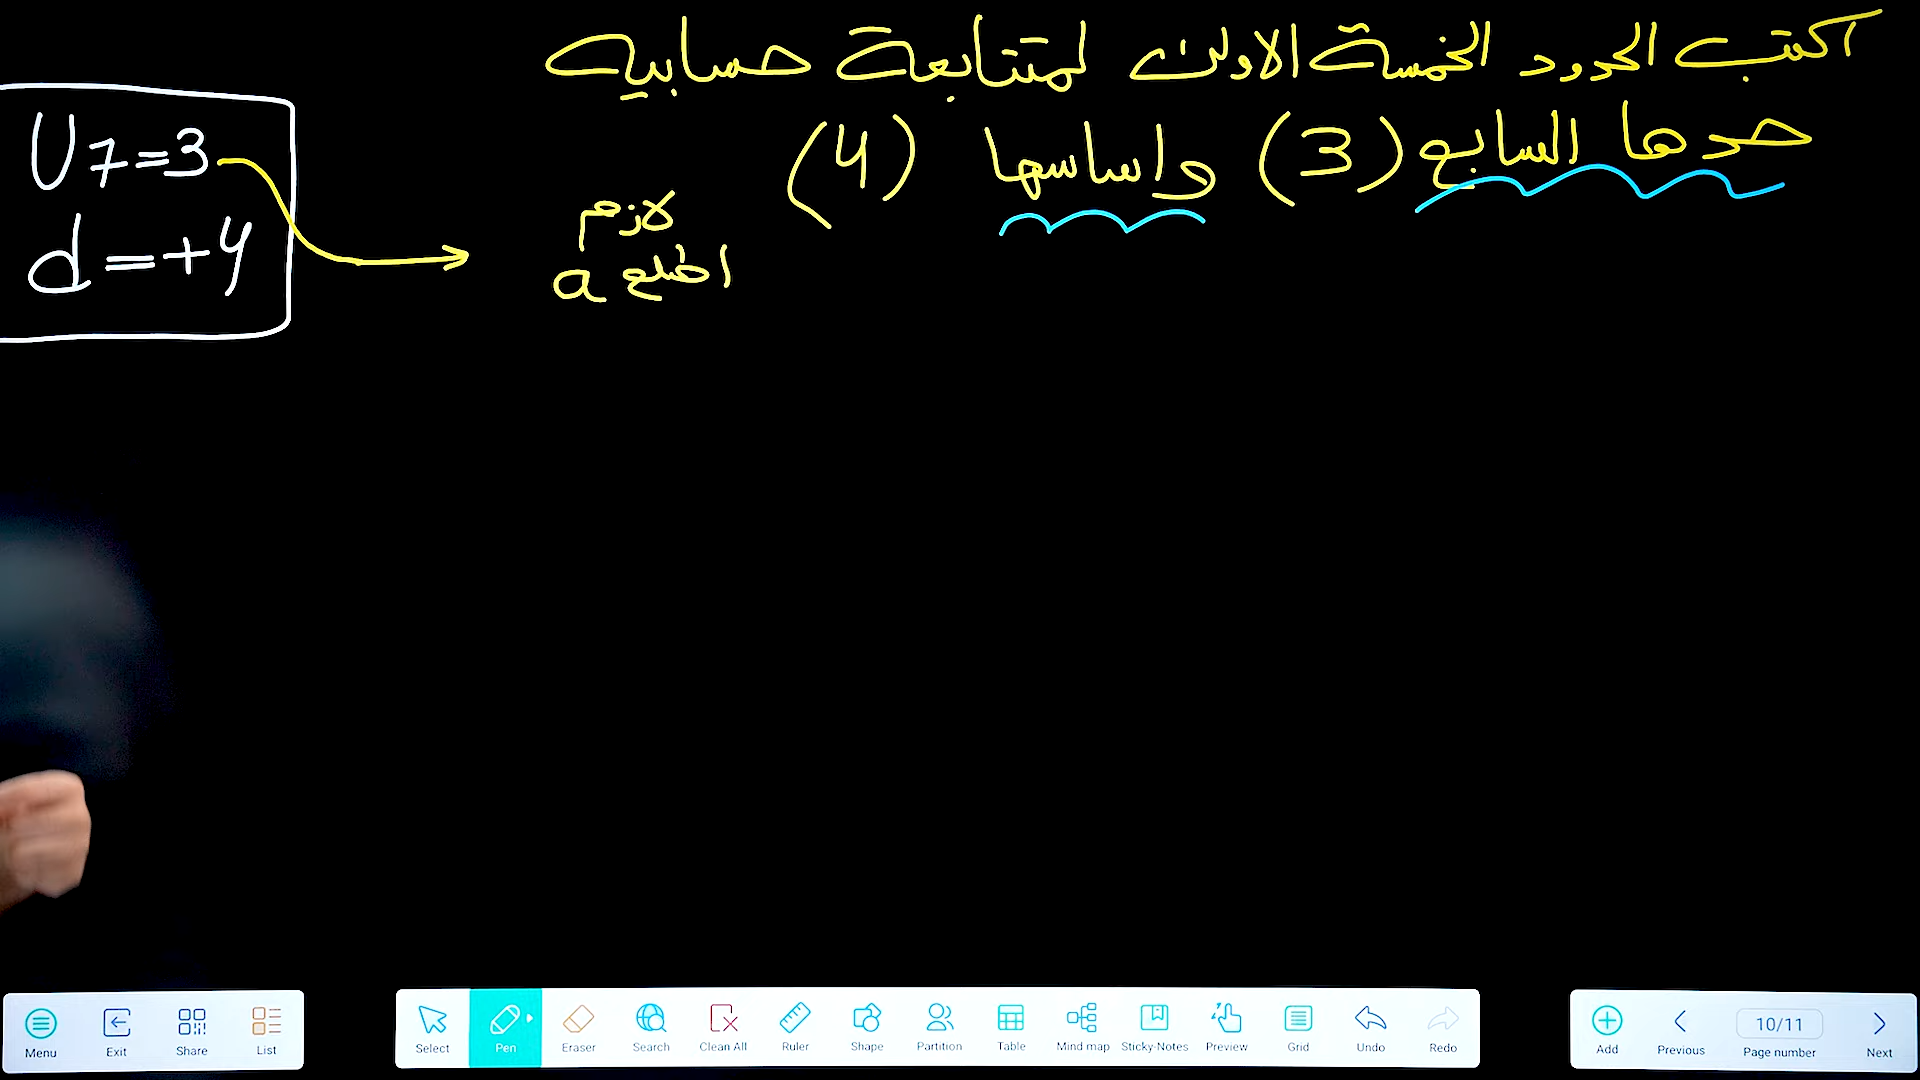 اكتب الحدود الخمسة الاولى لمتتابعة حسابيه
حدها السابع (3) واساسها (4)
U7=3
d=+4
لازم
اطلع a
Menu
Exit
Share
List
Select
Pen
Eraser
Search
Clean All
Ruler
Shape
Partition
Table
Mind map
Sticky-Notes
Preview
Grid
Undo
Redo
Add
Previous
10/11
Page number
Next